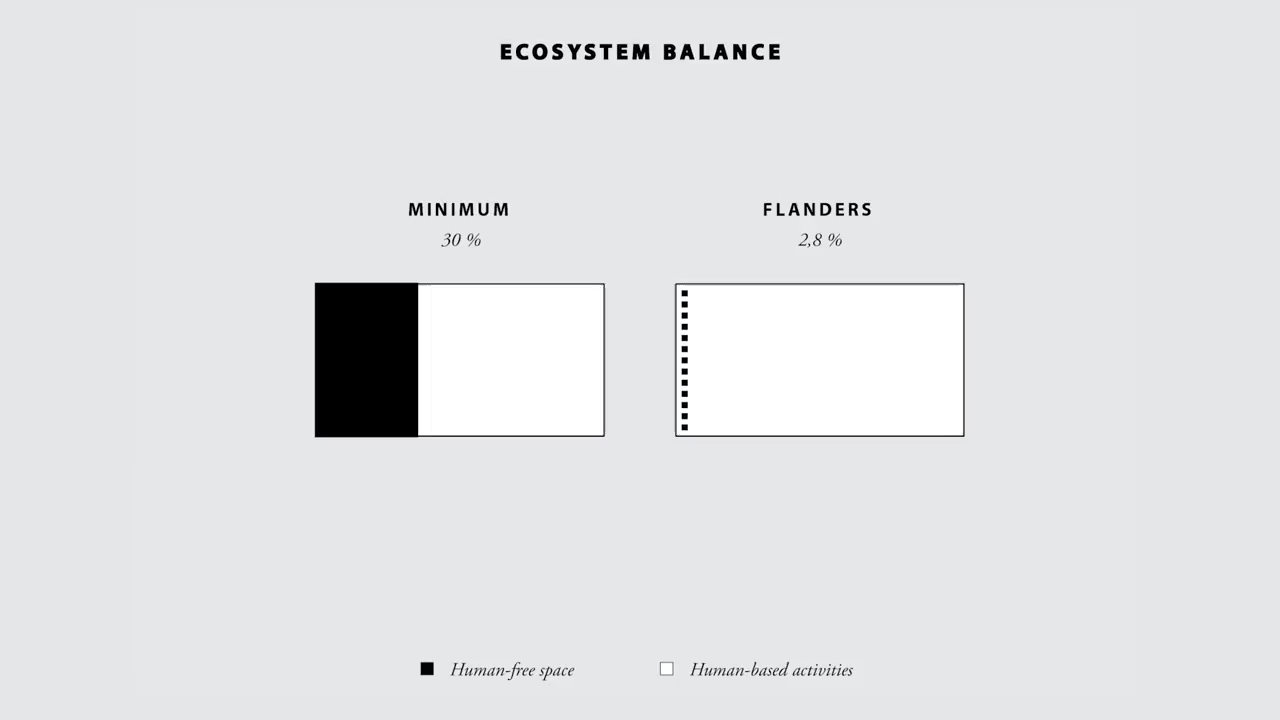 ECOSYSTEM BALANCE
MINIMUM
30 %
FLANDERS
2,8 %
Human-free space
Human-based activities